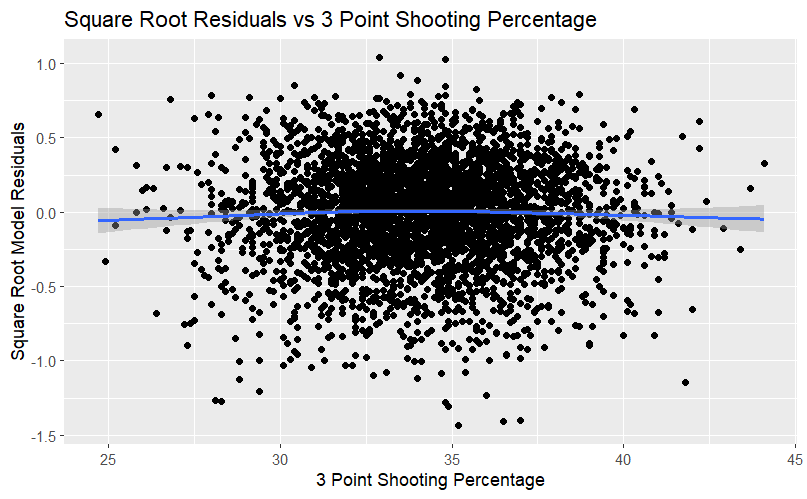 Square Root Residuals vs 3 Point Shooting Percentage
Square Root Model Residuals
1.0
0.5
0.0
-0.5
-1.0
-1.5
25 30 35 40 45
3 Point Shooting Percentage